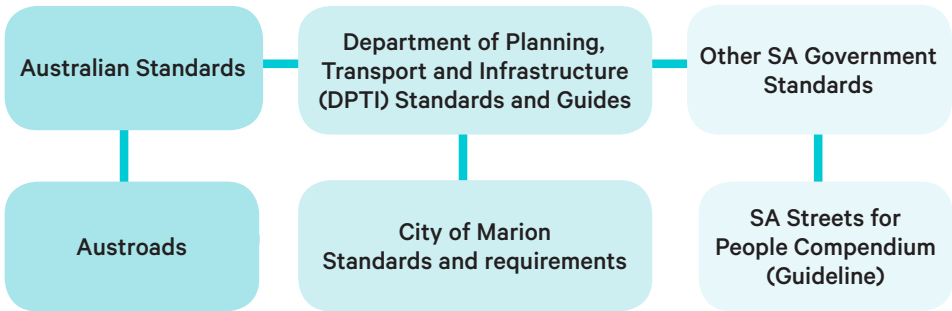 Australian Standards
Department of Planning,
Transport and Infrastructure
(DPTI) Standards and Guides
Other SA Government
Standards
Austroads
City of Marion
Standards and requirements
SA Streets for
People Compendium
(Guideline)